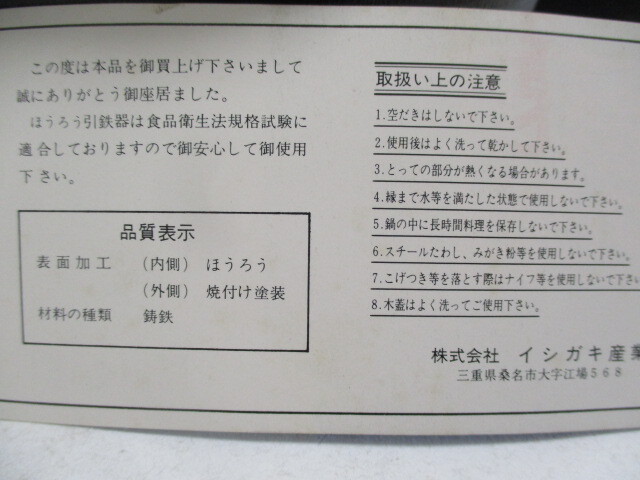 この度は本品を御買上げ下さいまして
誠にありがとう御座居ました。
ほうろう引鉄器は食品衛生法規格試験に
適合しておりますので御安心して御使用
下さい。
品質表示
表面加工 (内側) ほうろう
(外側) 焼付け塗装
材料の種類 鋳鉄
取扱い上の注意
1.空だきはしないで下さい。
2.使用後はよく洗って乾かして下さい。
3.とっての部分が熱くなる場合があります。
4.縁まで水等を満たした状態で使用しないで下さい。
5.鍋の中に長時間料理を保存しないで下さい。
6.スチールたわし、みがき粉等を使用しないで下さい。
7.こげつき等を落とす際はナイフ等を使用しないで下さい
8.木蓋はよく洗ってご使用下さい。
株式会社 イシガキ産業
三重県桑名市大字江場568